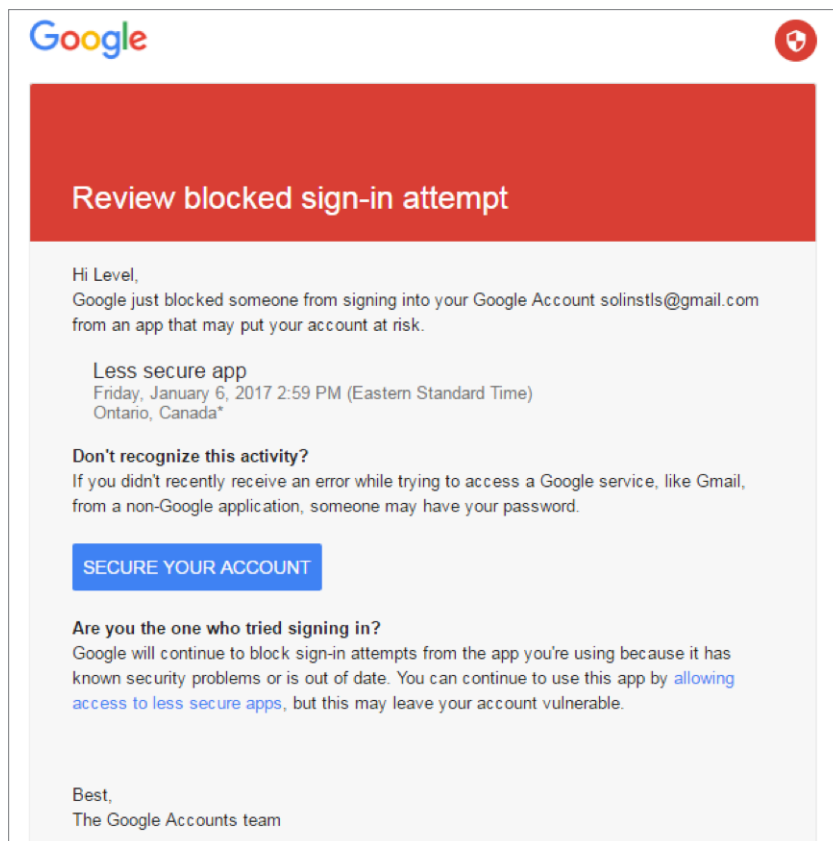 Google
Review blocked sign-in attempt
Hi Level,
Google just blocked someone from signing into your Google Account solinstls@gmail.com
from an app that may put your account at risk.
Less secure app
Friday, January 6, 2017 2:59 PM (Eastern Standard Time)
Ontario, Canada*
Don't recognize this activity?
If you didn't recently receive an error while trying to access a Google service, like Gmail,
from a non-Google application, someone may have your password.
SECURE YOUR ACCOUNT
Are you the one who tried signing in?
Google will continue to block sign-in attempts from the app you're using because it has
known security problems or is out of date. You can continue to use this app by allowing
access to less secure apps, but this may leave your account vulnerable.
Best,
The Google Accounts team